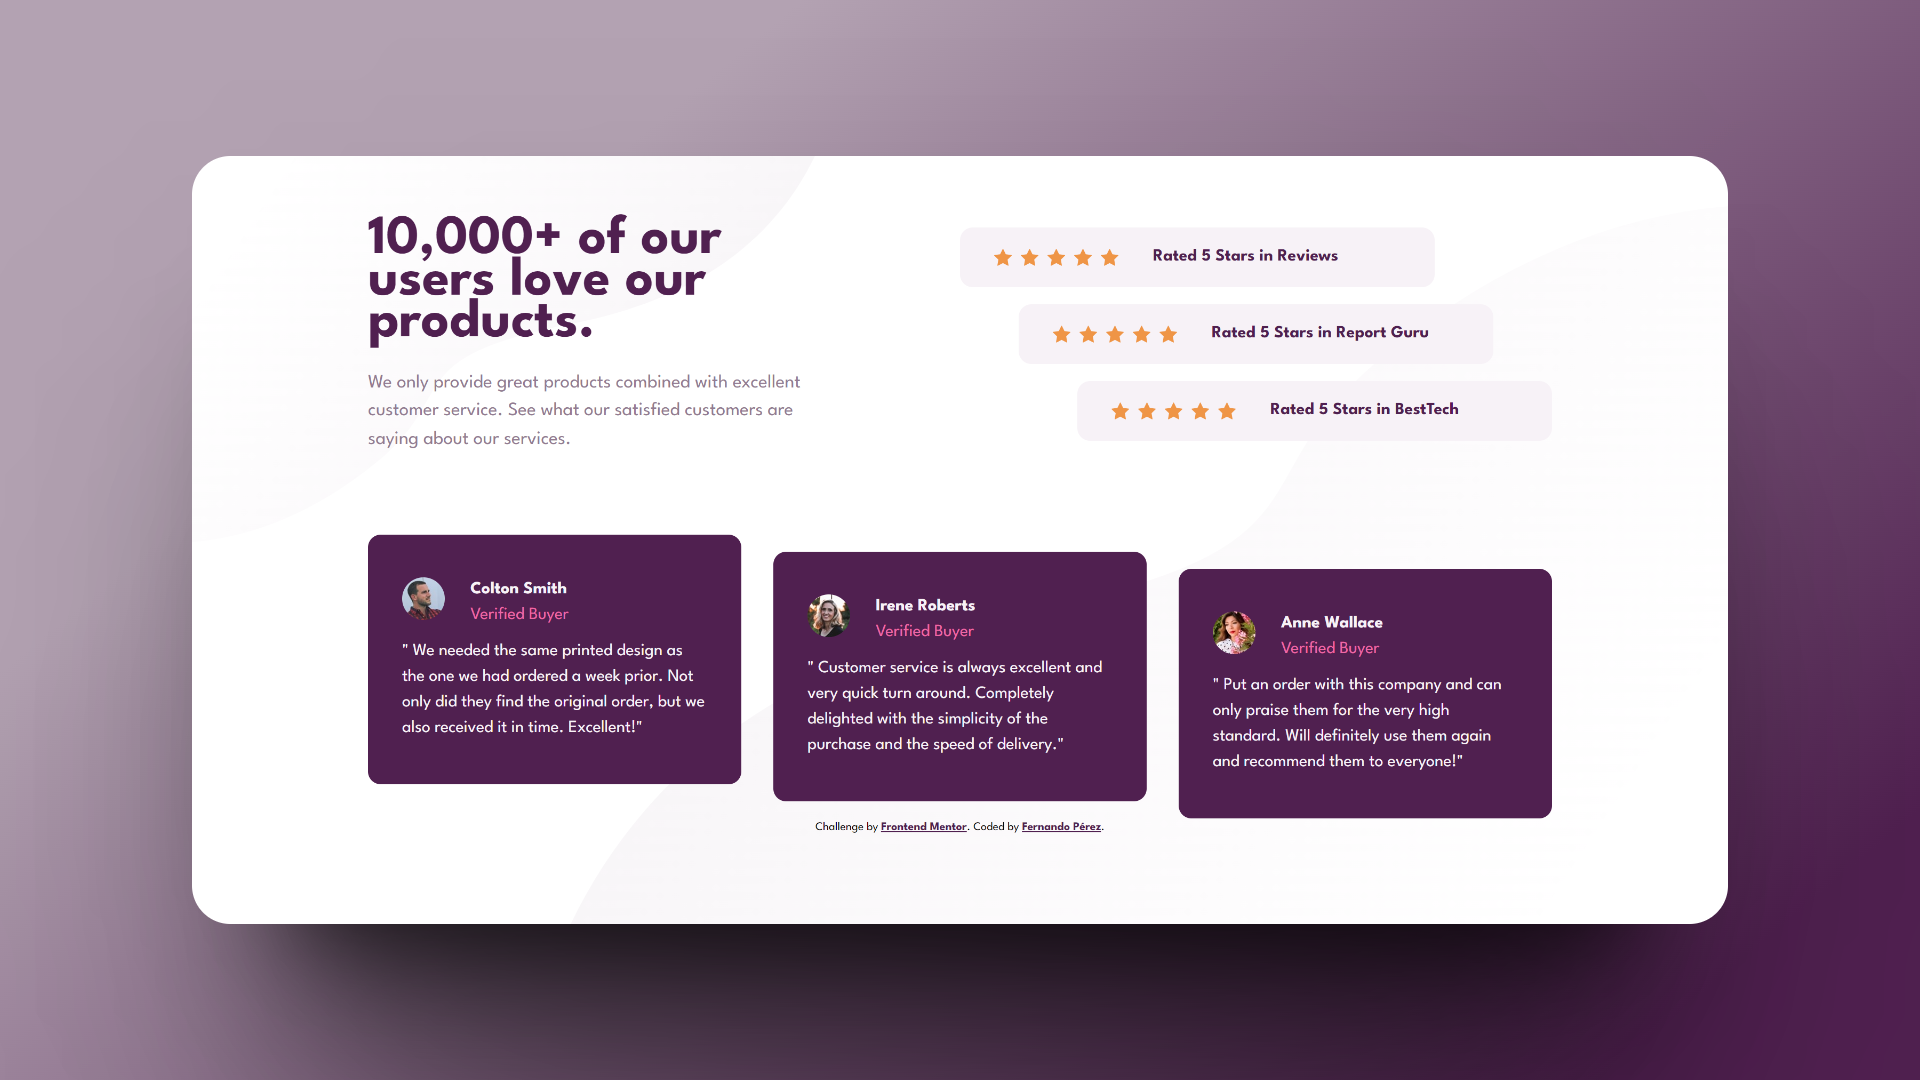 10,000+ of our
users love our
products.
We only provide great products combined with excellent
customer service. See what our satisfied customers are
saying about our services.
Rated 5 Stars in Reviews
Rated 5 Stars in Report Guru
Rated 5 Stars in BestTech
Colton Smith
Verified Buyer
" We needed the same printed design as
the one we had ordered a week prior. Not
only did they find the original order, but we
also received it in time. Excellent!"
Irene Roberts
Verified Buyer
" Customer service is always excellent and
very quick turn around. Completely
delighted with the simplicity of the
purchase and the speed of delivery."
Anne Wallace
Verified Buyer
" Put an order with this company and can
only praise them for the very high
standard. Will definitely use them again
and recommend them to everyone!"
Challenge by Frontend Mentor. Coded by Fernando Pérez.